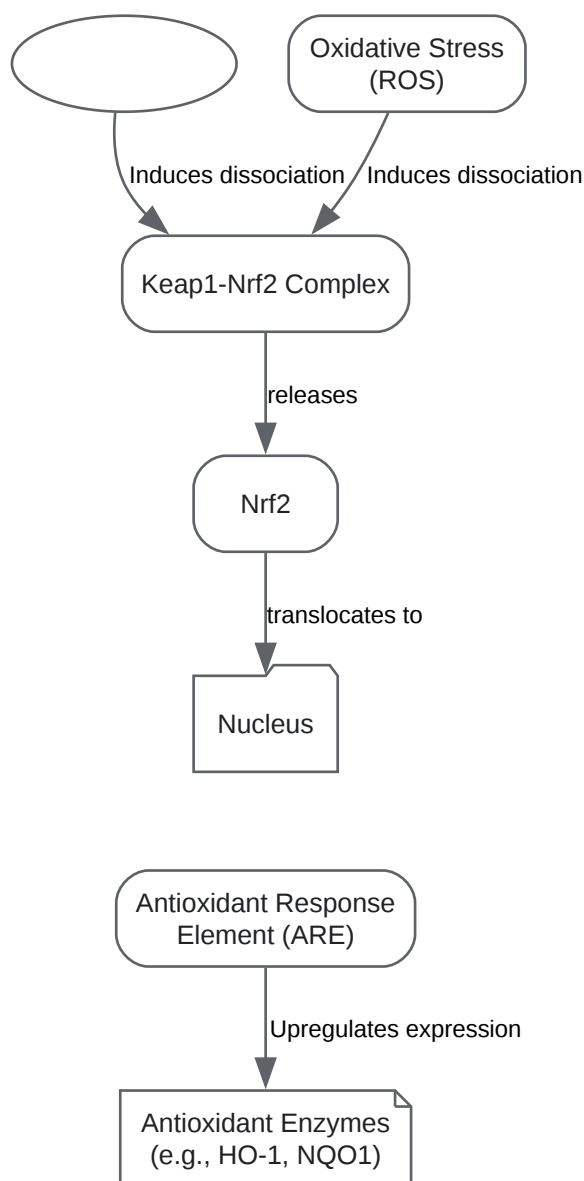 Oxidative Stress
(ROS)
Induces dissociation
Induces dissociation
Keap1-Nrf2 Complex
releases
Nrf2
translocates to
Nucleus
Antioxidant Response
Element (ARE)
Upregulates expression
Antioxidant Enzymes
(e.g., HO-1, NQO1)